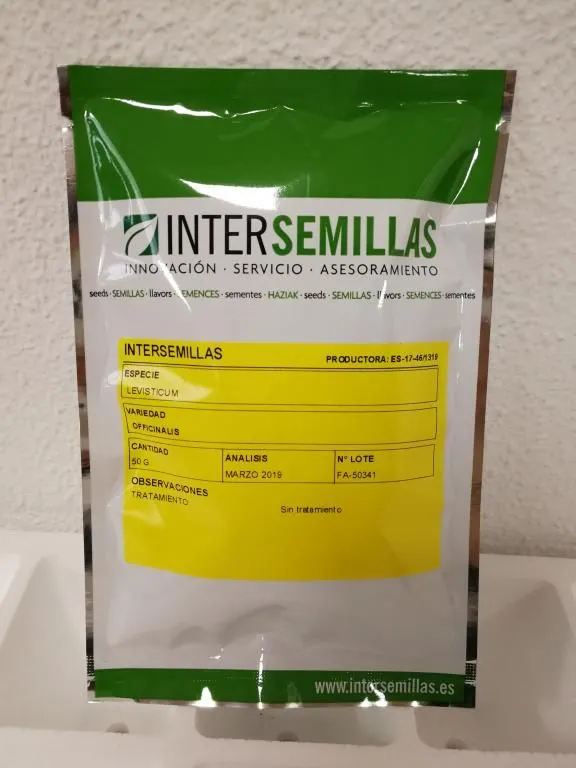 INTERSEMILLAS
INNOVACIÓN · SERVICIO · ASESORAMIENTO
seeds · SEMILLAS · llavors · SEMENCES · sementes · HAZIAK · seeds · SEMILLAS · llavors · SEMENCES · sementes
INTERSEMILLAS PRODUCTORA: ES-17-46/1319
ESPECIE
LEVISTICUM
VARIEDAD
OFFICINALIS
CANTIDAD ANALISIS Nº LOTE
50 G MARZO 2019 FA-50341
OBSERVACIONES
TRATAMIENTO Sin tratamiento
www.intersemillas.es